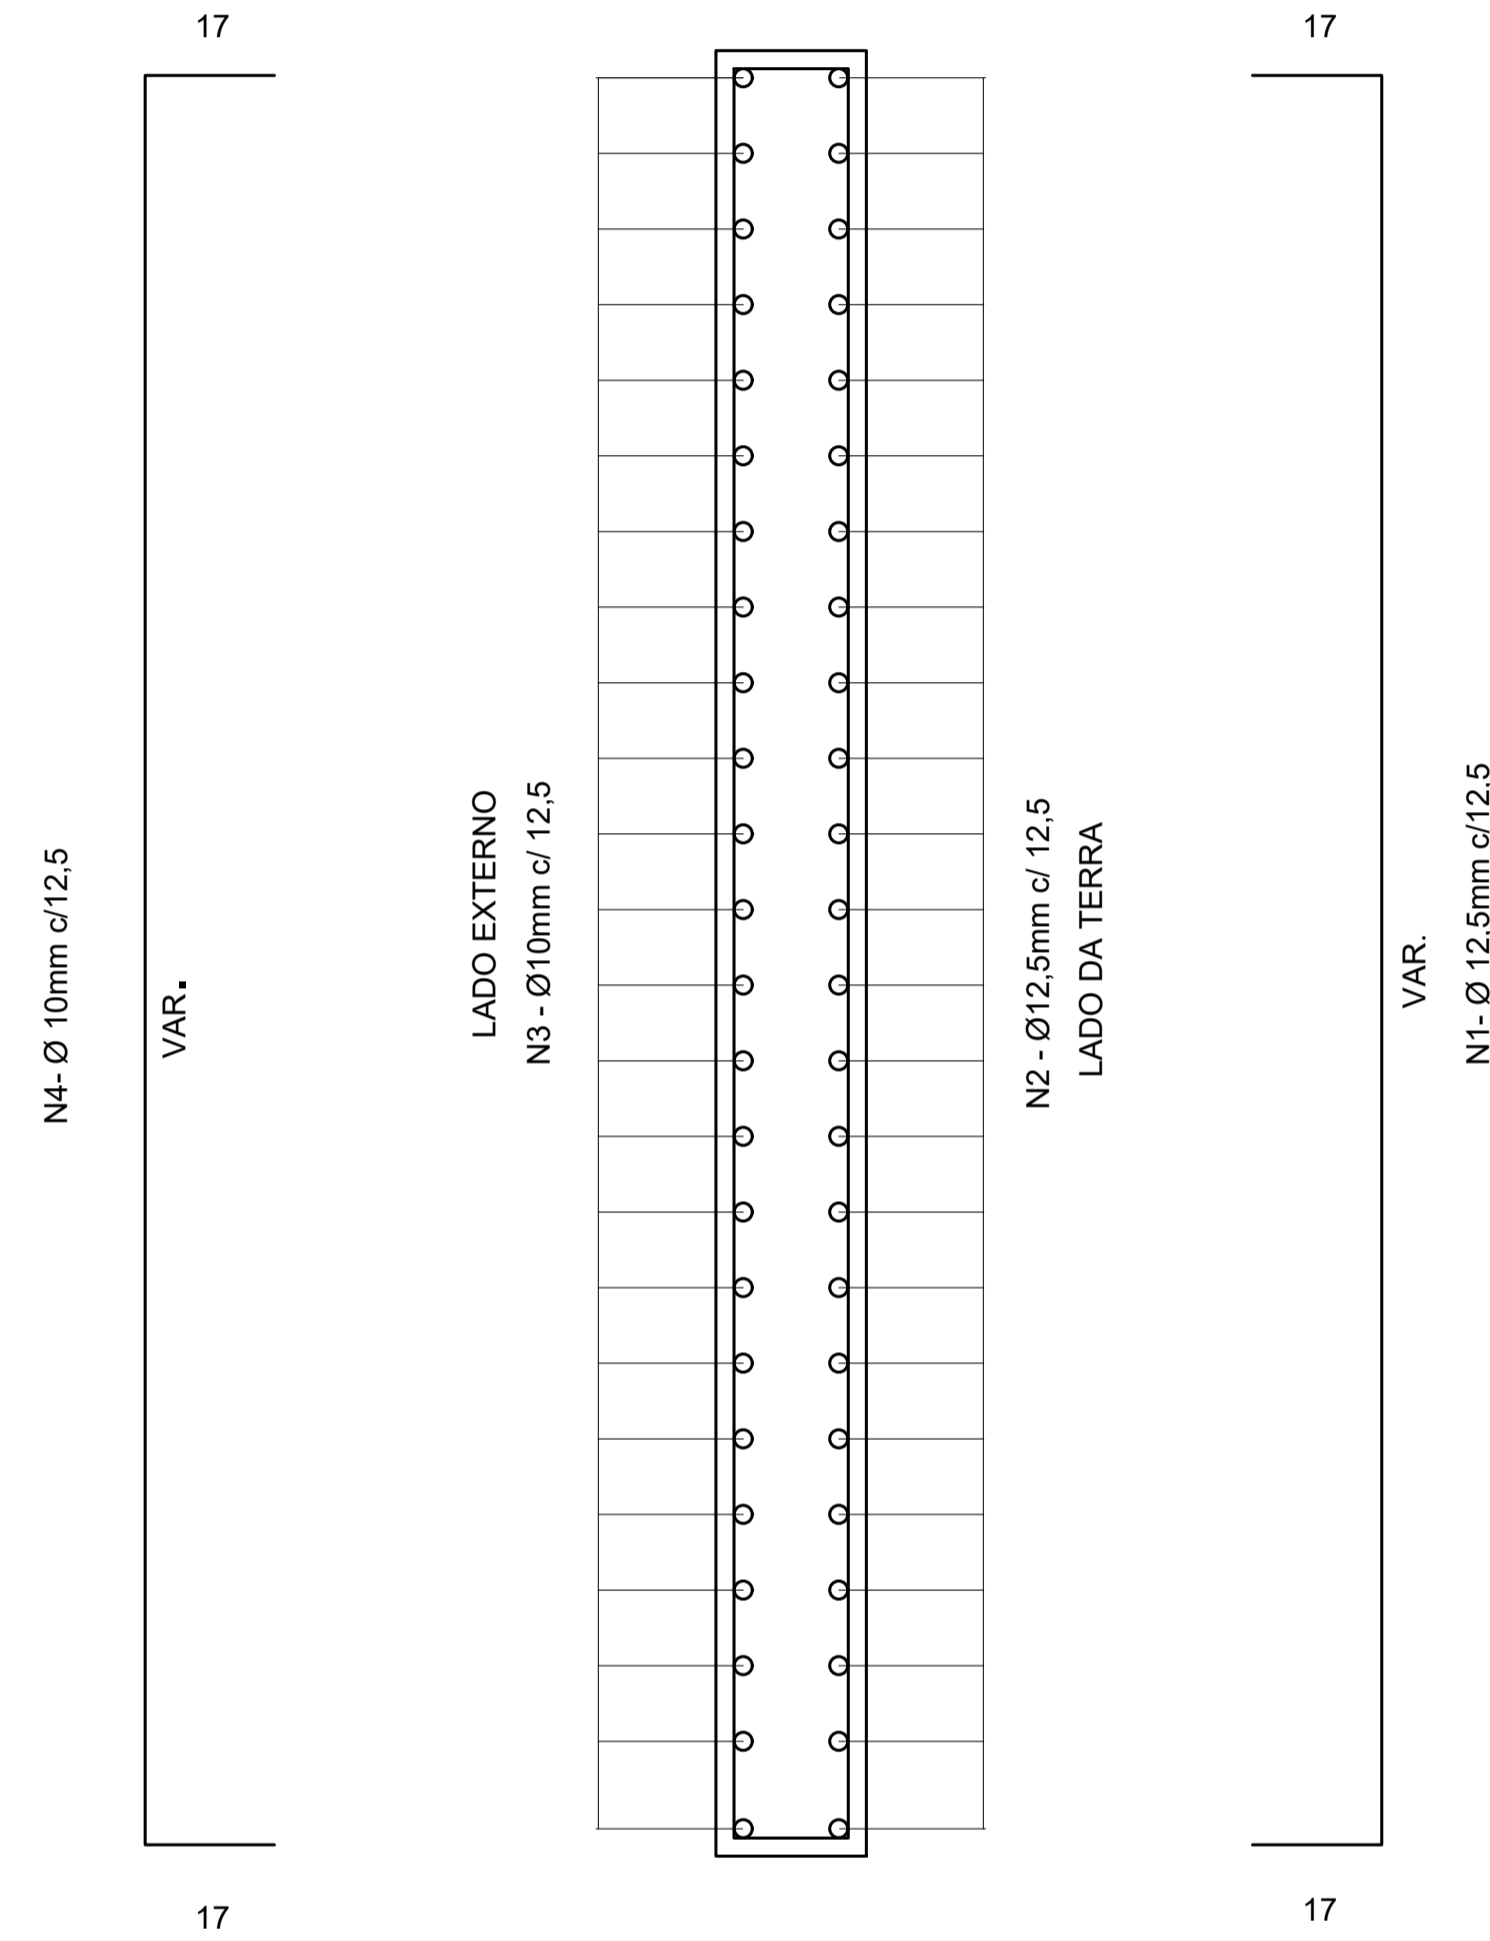 17
17
N4- Ø 10mm c/12,5
VAR.
LADO EXTERNO
N3 - Ø10mm c/ 12,5
N2 - Ø12,5mm c/ 12,5
LADO DA TERRA
VAR.
N1- Ø 12,5mm c/12,5
17
17